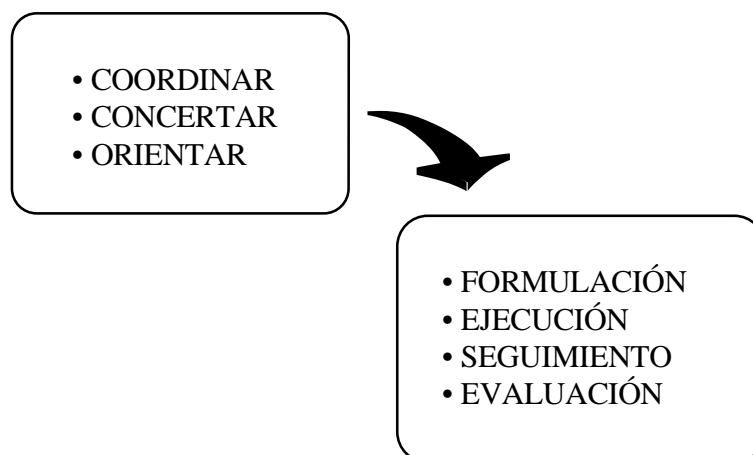 • COORDINAR
• CONCERTAR
• ORIENTAR
• FORMULACIÓN
• EJECUCIÓN
• SEGUIMIENTO
• EVALUACIÓN